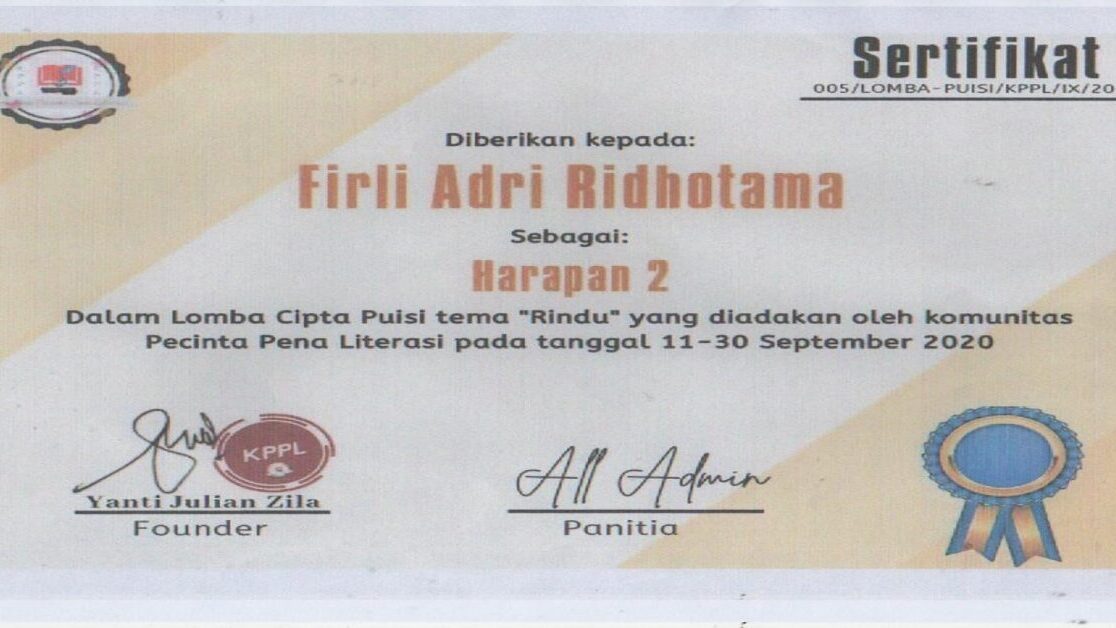 Sertifikat
005/LOMBA-PUISI/KPPL/IX/20
Diberikan kepada:
Firli Adri Ridhotama
Sebagai:
Harapan 2
Dalam Lomba Cipta Puisi tema "Rindu" yang diadakan oleh komunitas
Pecinta Pena Literasi pada tanggal 11-30 September 2020
KPPL
All Admin
Yanti Julian Zila
Founder
Panitia